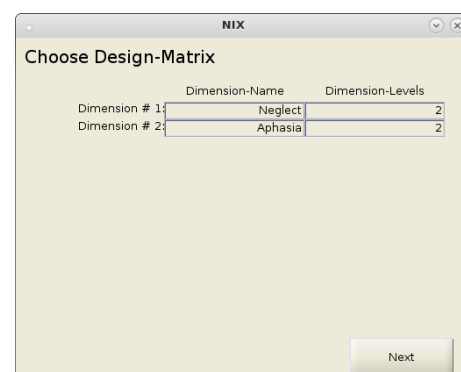 NIX
Choose Design-Matrix
Dimension-Name Dimension-Levels
Dimension # 1: Neglect 2
Dimension # 2: Aphasia 2
Next